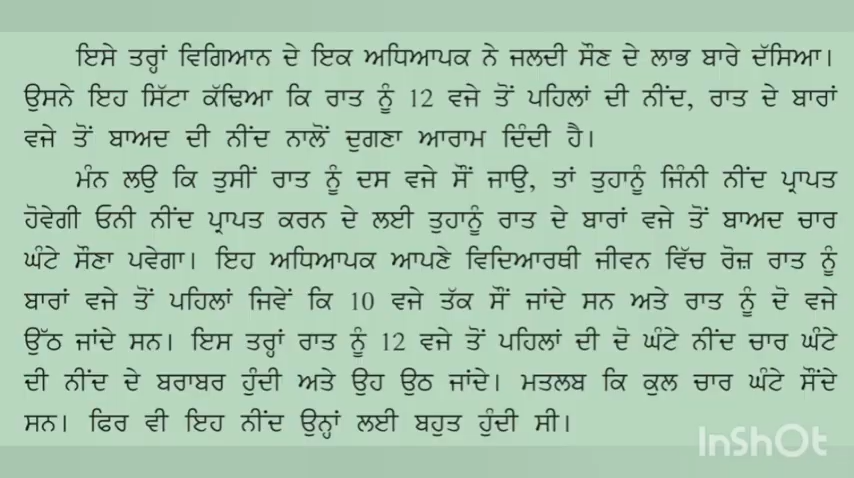 ਇਸੇ ਤਰ੍ਹਾਂ ਵਿਗਿਆਨ ਦੇ ਇਕ ਅਧਿਆਪਕ ਨੇ ਜਲਦੀ ਸੌਣ ਦੇ ਲਾਭ ਬਾਰੇ ਦੱਸਿਆ।
ਉਸਨੇ ਇਹ ਸਿੱਟਾ ਕੱਢਿਆ ਕਿ ਰਾਤ ਨੂੰ 12 ਵਜੇ ਤੋਂ ਪਹਿਲਾਂ ਦੀ ਨੀਂਦ, ਰਾਤ ਦੇ ਬਾਰਾਂ
ਵਜੇ ਤੋਂ ਬਾਅਦ ਦੀ ਨੀਂਦ ਨਾਲੋਂ ਦੁਗਣਾ ਆਰਾਮ ਦਿੰਦੀ ਹੈ।
ਮੰਨ ਲਉ ਕਿ ਤੁਸੀਂ ਰਾਤ ਨੂੰ ਦਸ ਵਜੇ ਸੌਂ ਜਾਉ, ਤਾਂ ਤੁਹਾਨੂੰ ਜਿੰਨੀ ਨੀਂਦ ਪ੍ਰਾਪਤ
ਹੋਵੇਗੀ ਓਨੀ ਨੀਂਦ ਪ੍ਰਾਪਤ ਕਰਨ ਦੇ ਲਈ ਤੁਹਾਨੂੰ ਰਾਤ ਦੇ ਬਾਰਾਂ ਵਜੇ ਤੋਂ ਬਾਅਦ ਚਾਰ
ਘੰਟੇ ਸੌਣਾ ਪਵੇਗਾ। ਇਹ ਅਧਿਆਪਕ ਆਪਣੇ ਵਿਦਿਆਰਥੀ ਜੀਵਨ ਵਿੱਚ ਰੋਜ਼ ਰਾਤ ਨੂੰ
ਬਾਰਾਂ ਵਜੇ ਤੋਂ ਪਹਿਲਾਂ ਜਿਵੇਂ ਕਿ 10 ਵਜੇ ਤੱਕ ਸੌਂ ਜਾਂਦੇ ਸਨ ਅਤੇ ਰਾਤ ਨੂੰ ਦੋ ਵਜੇ
ਉੱਠ ਜਾਂਦੇ ਸਨ। ਇਸ ਤਰ੍ਹਾਂ ਰਾਤ ਨੂੰ 12 ਵਜੇ ਤੋਂ ਪਹਿਲਾਂ ਦੀ ਦੋ ਘੰਟੇ ਨੀਂਦ ਚਾਰ ਘੰਟੇ
ਦੀ ਨੀਂਦ ਦੇ ਬਰਾਬਰ ਹੁੰਦੀ ਅਤੇ ਉਹ ਉਠ ਜਾਂਦੇ। ਮਤਲਬ ਕਿ ਕੁਲ ਚਾਰ ਘੰਟੇ ਸੌਂਦੇ
ਸਨ। ਫਿਰ ਵੀ ਇਹ ਨੀਂਦ ਉਨ੍ਹਾਂ ਲਈ ਬਹੁਤ ਹੁੰਦੀ ਸੀ।
InShOt